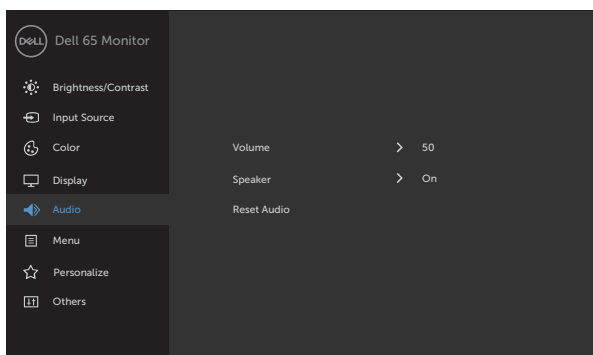 DELL Dell 65 Monitor
Brightness/Contrast
Input Source
Color
Display
Audio
Menu
Personalize
Others
Volume 50
Speaker On
Reset Audio